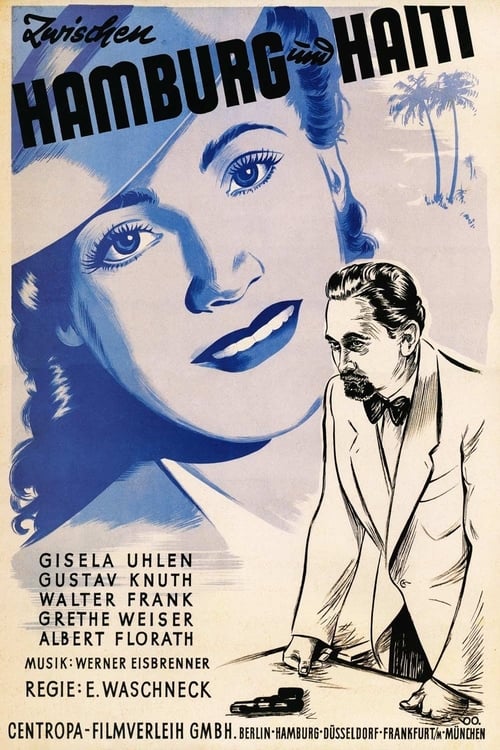 Zwischen
HAMBURG und HAITI
GISELA UHLEN
GUSTAV KNUTH
WALTER FRANK
GRETHE WEISER
ALBERT FLORATH
MUSIK: WERNER EISBRENNER
REGIE: E. WASCHNECK
CENTROPA-FILMVERLEIH GMBH. BERLIN-HAMBURG-DÜSSELDORF-FRANKFURT/M-MÜNCHEN